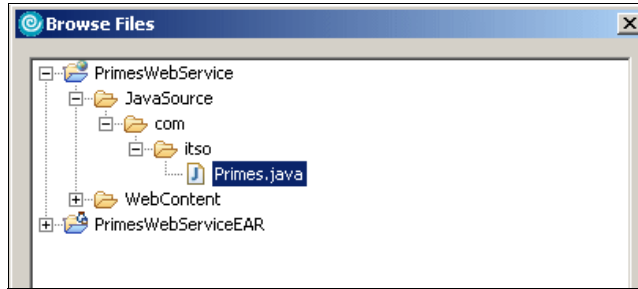 Browse Files
PrimesWebService
JavaSource
com
itso
Primes.java
WebContent
PrimesWebServiceEAR